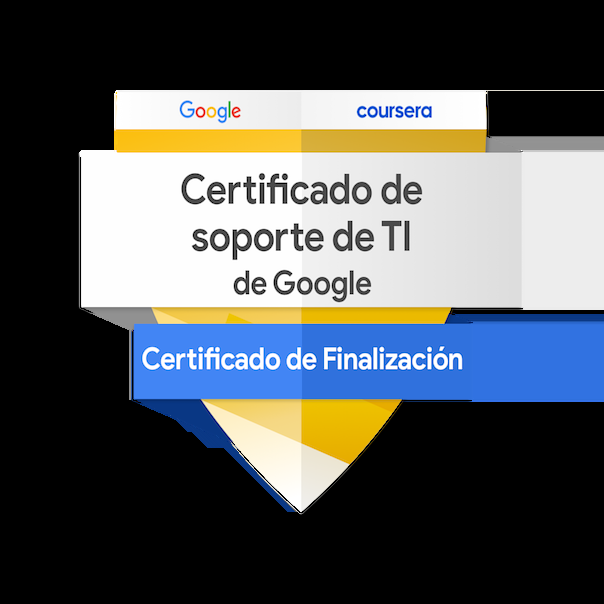 Google coursera
Certificado de
soporte de TI
de Google
Certificado de Finalización